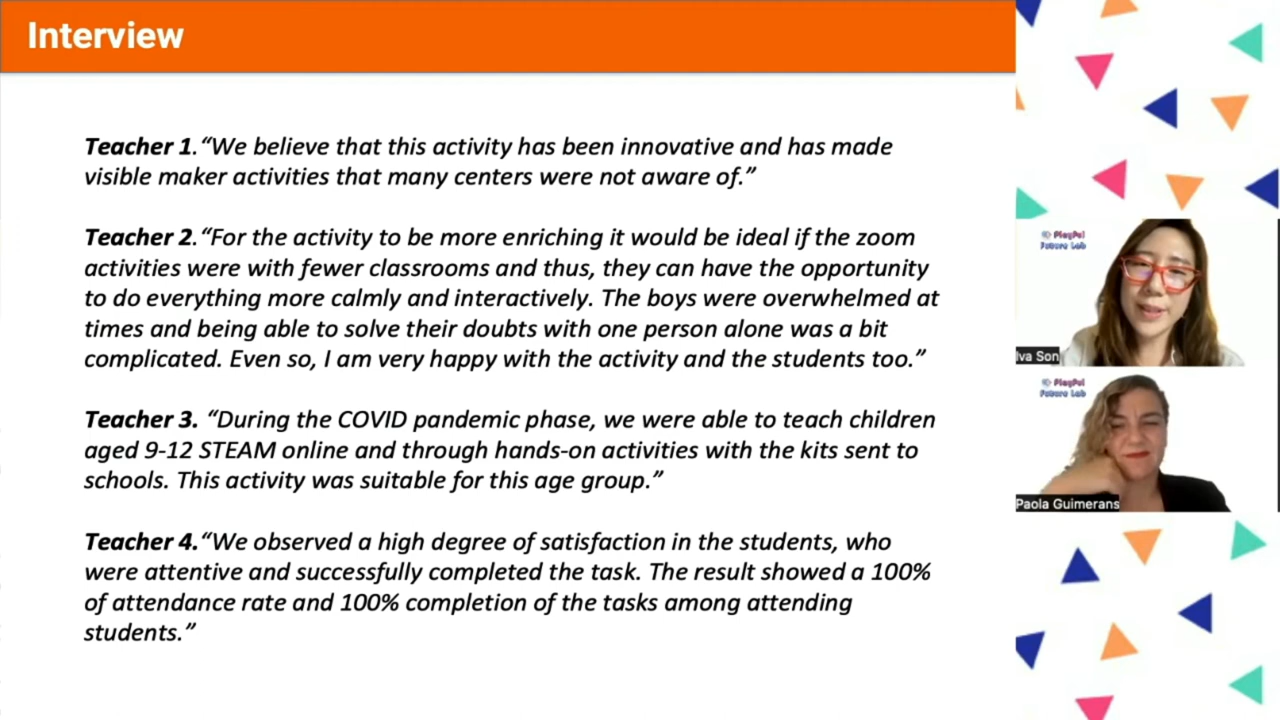 Interview
Teacher 1.“We believe that this activity has been innovative and has made
visible maker activities that many centers were not aware of.”
Teacher 2.“For the activity to be more enriching it would be ideal if the zoom
activities were with fewer classrooms and thus, they can have the opportunity
to do everything more calmly and interactively. The boys were overwhelmed at
times and being able to solve their doubts with one person alone was a bit
complicated. Even so, I am very happy with the activity and the students too.”
Teacher 3. “During the COVID pandemic phase, we were able to teach children
aged 9-12 STEAM online and through hands-on activities with the kits sent to
schools. This activity was suitable for this age group.”
Teacher 4.“We observed a high degree of satisfaction in the students, who
were attentive and successfully completed the task. The result showed a 100%
of attendance rate and 100% completion of the tasks among attending
students.”
PlayFul
Future Lab
lva Son
PlayFul
Future Lab
Paola Guimerans